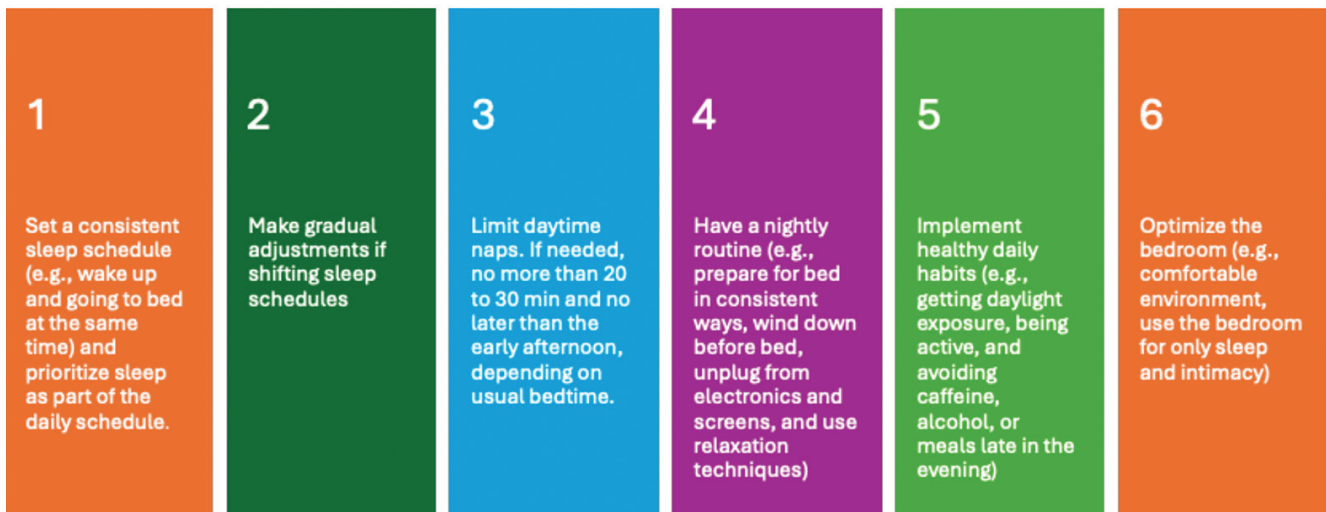 1
Set a consistent
sleep schedule
(e.g., wake up
and going to bed
at the same
time) and
prioritize sleep
as part of the
daily schedule.
2
Make gradual
adjustments if
shifting sleep
schedules
3
Limit daytime
naps. If needed,
no more than 20
to 30 min and no
later than the
early afternoon,
depending on
usual bedtime.
4
Have a nightly
routine (e.g.,
prepare for bed
in consistent
ways, wind down
before bed,
unplug from
electronics and
screens, and use
relaxation
techniques)
5
Implement
healthy daily
habits (e.g.,
getting daylight
exposure, being
active, and
avoiding
caffeine,
alcohol, or
meals late in the
evening)
6
Optimize the
bedroom (e.g.,
comfortable
environment,
use the bedroom
for only sleep
and intimacy)